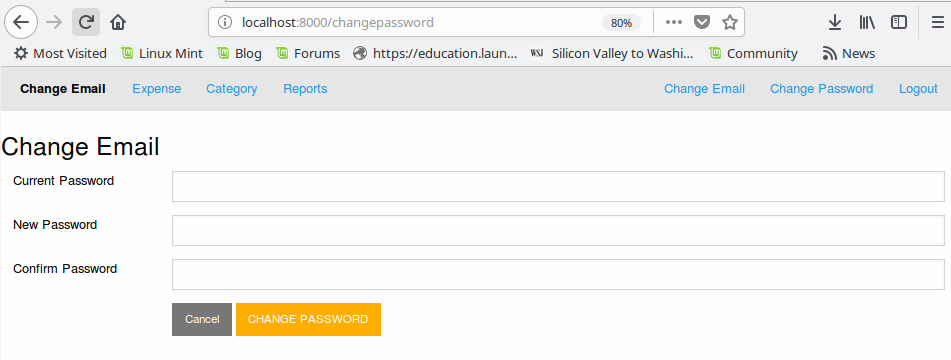 localhost:8000/changepassword 80%
Most Visited Linux Mint Blog Forums https://education.laun... WSJ Silicon Valley to Washi... Community News
Change Email Expense Category Reports Change Email Change Password Logout
Change Email
Current Password
New Password
Confirm Password
Cancel CHANGE PASSWORD